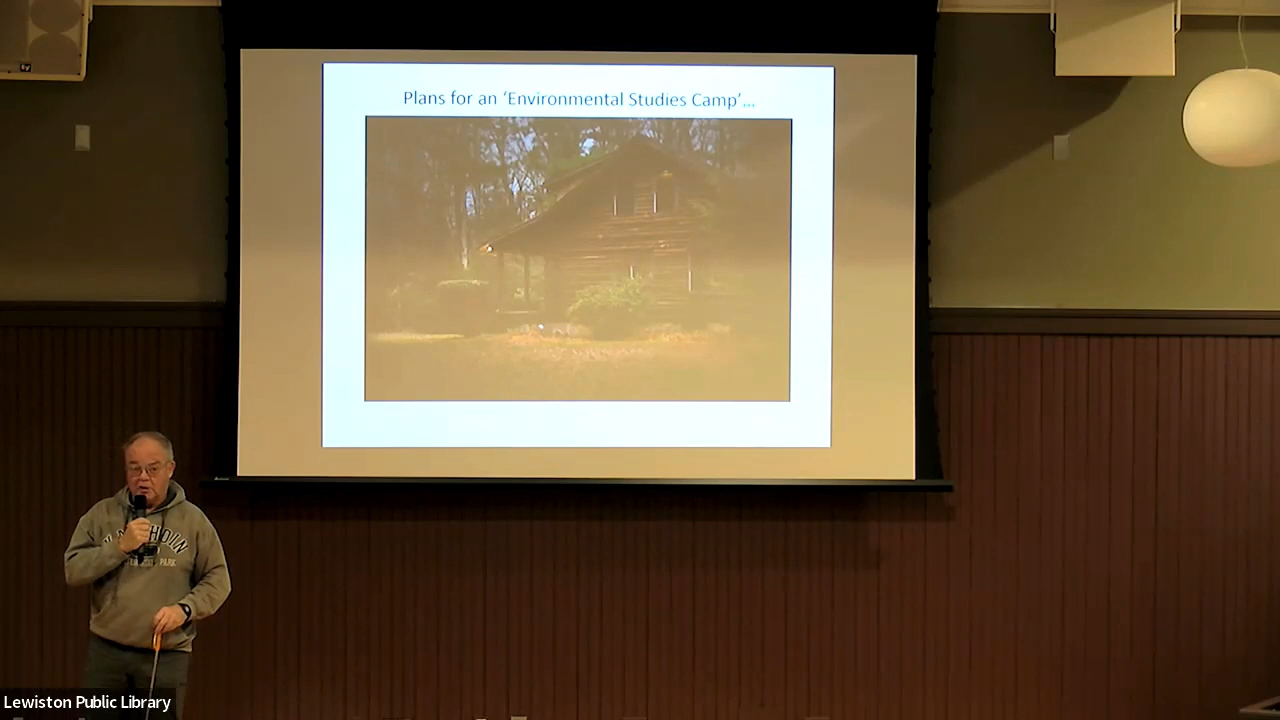 Plans for an ‘Environmental Studies Camp’...
Lewiston Public Library